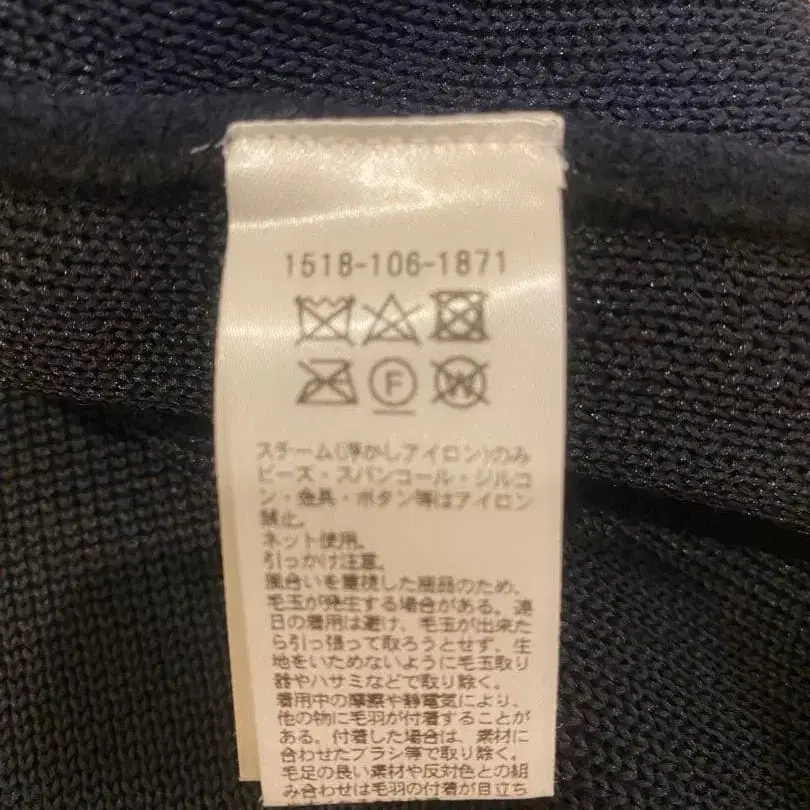 1518-106-1871
F
W
スチーム(浮かしアイロン)のみ
ビーズ・スパンコール・ジルコ
ン・金具・ボタン等はアイロン
禁止。
ネット使用。
引っかけ注意。
風合いを重視した商品のため、
毛玉が発生する場合がある。連
日の着用は避け、毛玉が出来た
ら引っ張って取ろうとせず、生
地をいためないように毛玉取り
器やハサミなどで取り除く。
着用中の摩擦や静電気により、
他の物に毛羽が付着することが
ある。付着した場合は、素材に
合わせたブラシ等で取り除く。
毛足の長い素材や反対色との組
み合わせは毛羽の付着が目立ち